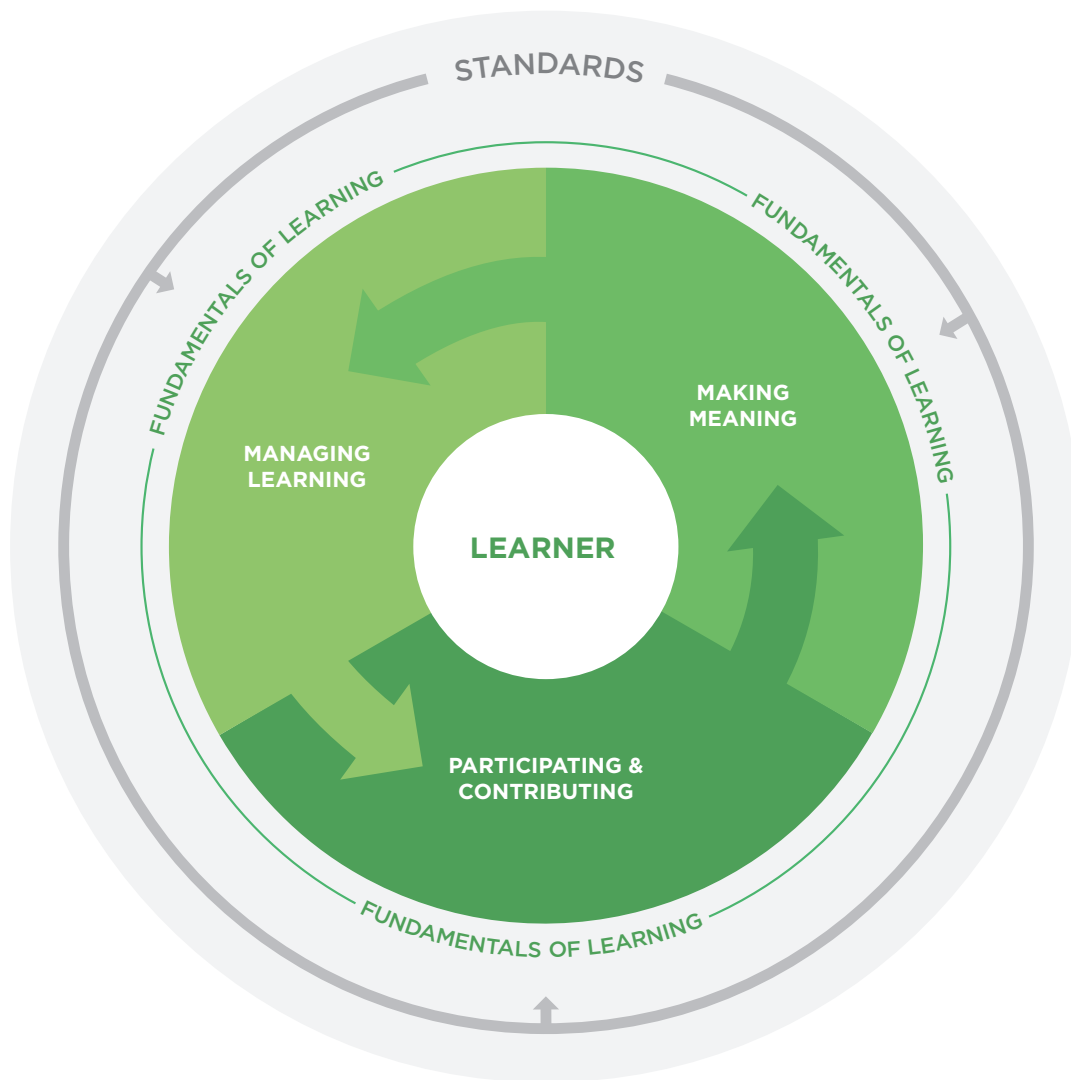 STANDARDS
FUNDAMENTALS OF LEARNING
FUNDAMENTALS OF LEARNING
MAKING
MEANING
MANAGING
LEARNING
LEARNER
PARTICIPATING &
CONTRIBUTING
FUNDAMENTALS OF LEARNING